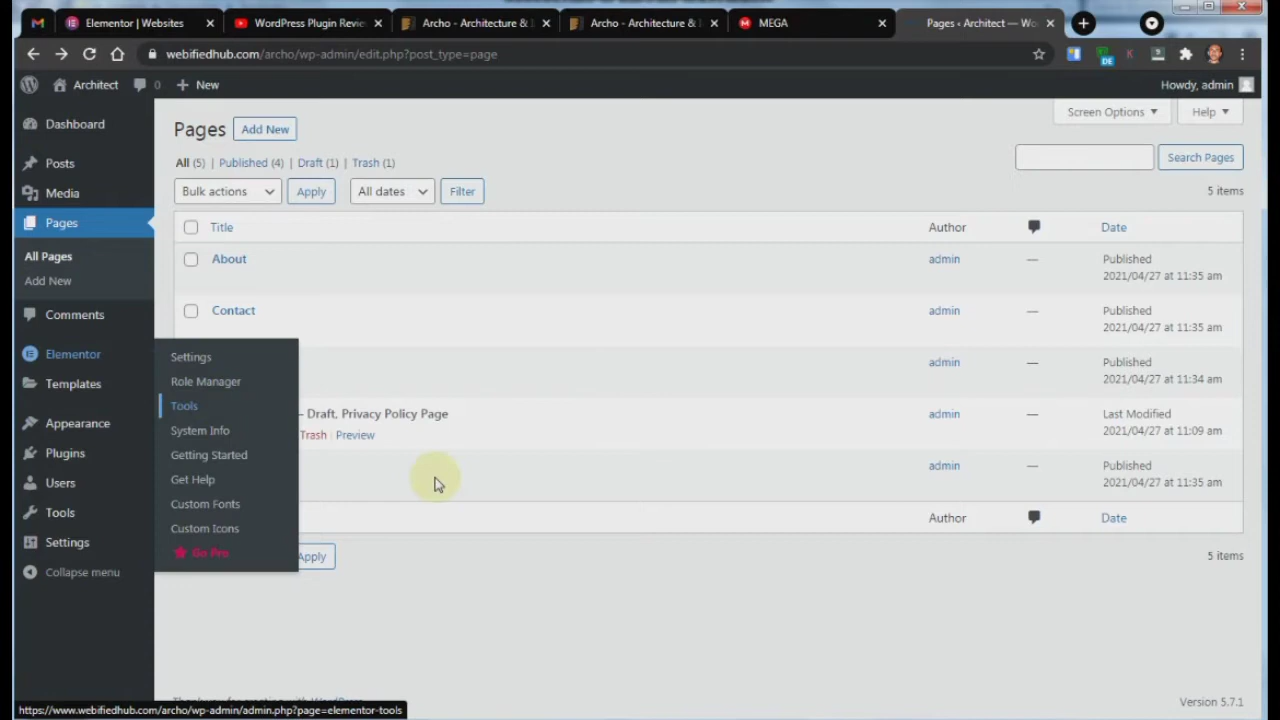 Elementor | Websites
WordPress Plugin Revie
Archo - Architecture & I
Archo - Architecture & I
MEGA
Pages ‹ Architect — Wo
webifiedhub.com/archo/wp-admin/edit.php?post_type=page
DE
K
Architect
0
New
Howdy, admin
Dashboard
Posts
Media
Pages
All Pages
Add New
Comments
Elementor
Templates
Appearance
Plugins
Users
Tools
Settings
Collapse menu
Settings
Role Manager
Tools
System Info
Getting Started
Get Help
Custom Fonts
Custom Icons
Go Pro
Pages
Add New
Screen Options
Help
All (5) | Published (4) | Draft (1) | Trash (1)
Search Pages
Bulk actions
Apply
All dates
Filter
5 items
Title
Author
Date
About
admin
—
Published
2021/04/27 at 11:35 am
Contact
admin
—
Published
2021/04/27 at 11:35 am
admin
—
Published
2021/04/27 at 11:34 am
– Draft, Privacy Policy Page
Trash | Preview
admin
—
Last Modified
2021/04/27 at 11:09 am
admin
—
Published
2021/04/27 at 11:35 am
Author
Date
Apply
5 items
Version 5.7.1
https://www.webifiedhub.com/archo/wp-admin/admin.php?page=elementor-tools